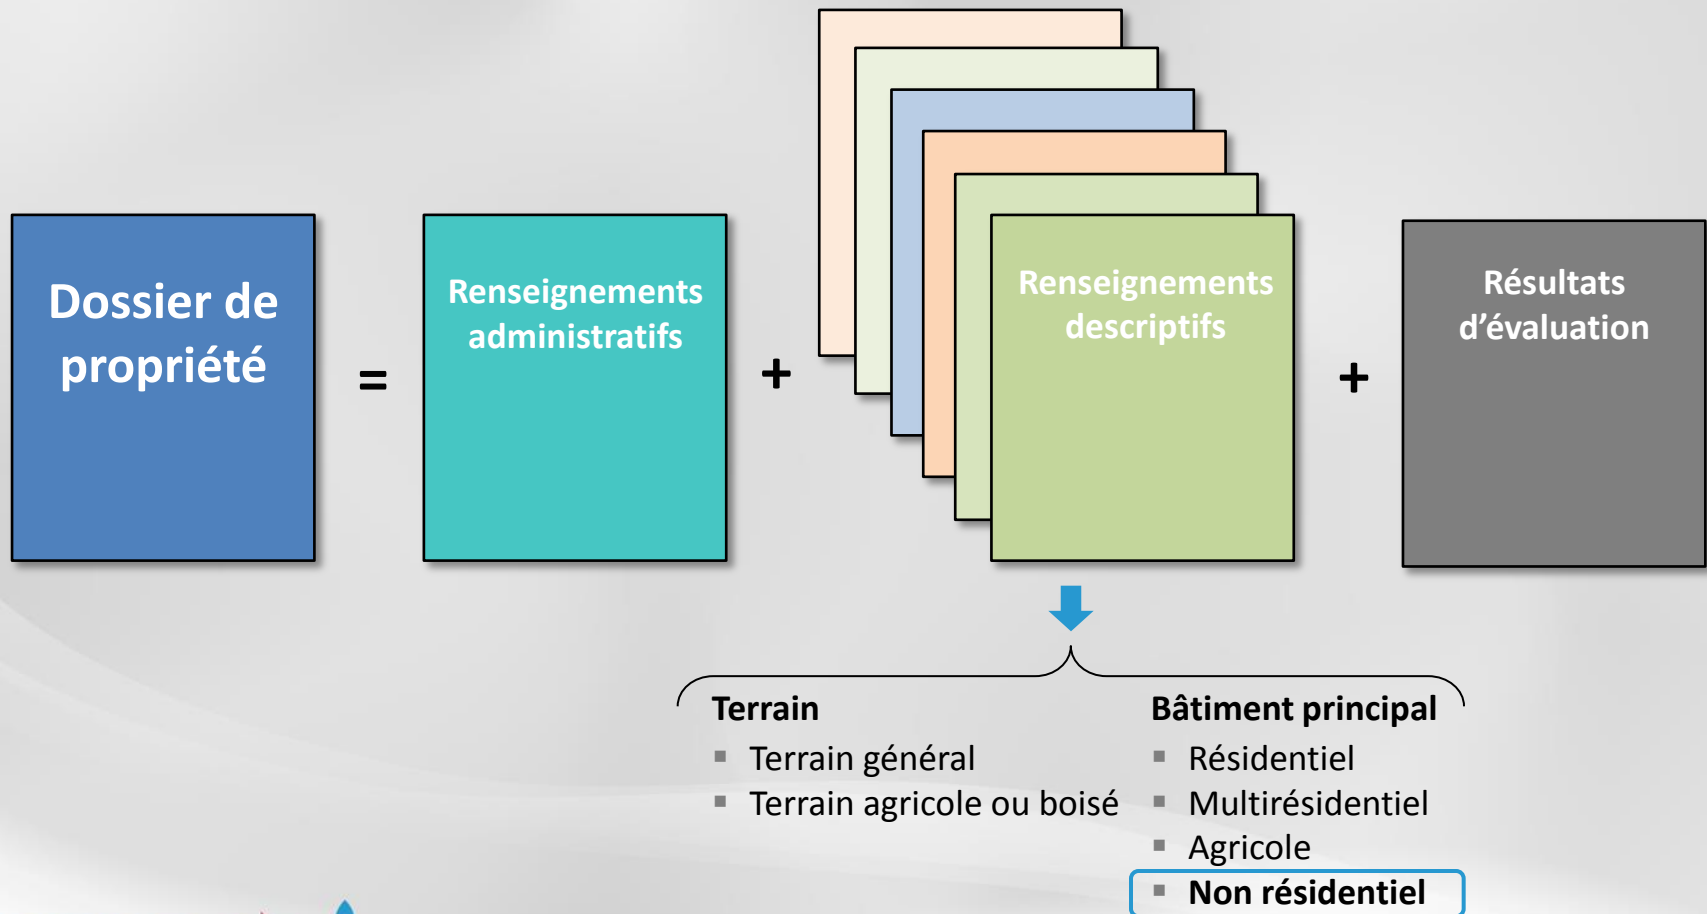 Dossier de
propriété
=
Renseignements
administratifs
+
Renseignements
descriptifs
+
Résultats
d'évaluation
Terrain
▪ Terrain général
▪ Terrain agricole ou boisé
Bâtiment principal
▪ Résidentiel
▪ Multirésidentiel
▪ Agricole
▪ Non résidentiel